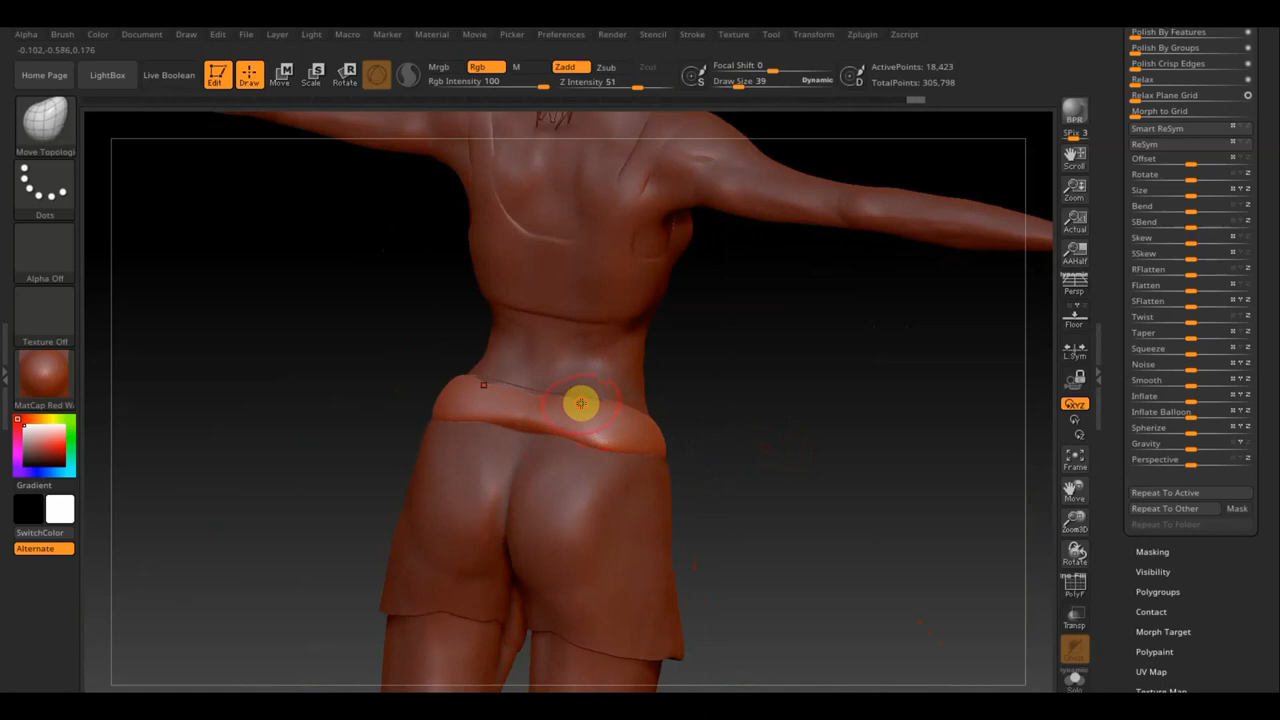 Alpha Brush Color Document Draw Edit File Layer Light Macro Marker Material Movie Picker Preferences Render Stencil Stroke Texture Tool Transform Zplugin Zscript
-0.102,-0.586,0.176
Home Page LightBox Live Boolean Edit Draw Move Scale Rotate
Mrgb Rgb M Zadd Zsub Zcut
Rgb Intensity 100 Z Intensity 51
Focal Shift 0
Draw Size 39 Dynamic
S
D
ActivePoints: 18,423
TotalPoints: 305,798
Move Topologi
Dots
Alpha Off
Texture Off
MatCap Red W
Gradient
SwitchColor
Alternate
BPR
SPix 3
Scroll
Zoom
Actual
AAHalf
Persp
Floor
L.Sym
XYZ
Frame
Move
Zoom3D
Rotate
PolyF
Transp
Solo
Polish By Features
Polish By Groups
Polish Crisp Edges
Relax
Relax Plane Grid
Morph to Grid
Smart ReSym
ReSym
Offset
Rotate
Size
Bend
SBend
Skew
SSkew
RFlatten
Flatten
SFlatten
Twist
Taper
Squeeze
Noise
Smooth
Inflate
Inflate Balloon
Spherize
Gravity
Perspective
Repeat To Active
Repeat To Other Mask
Repeat To Folder
Masking
Visibility
Polygroups
Contact
Morph Target
Polypaint
UV Map
Texture Map